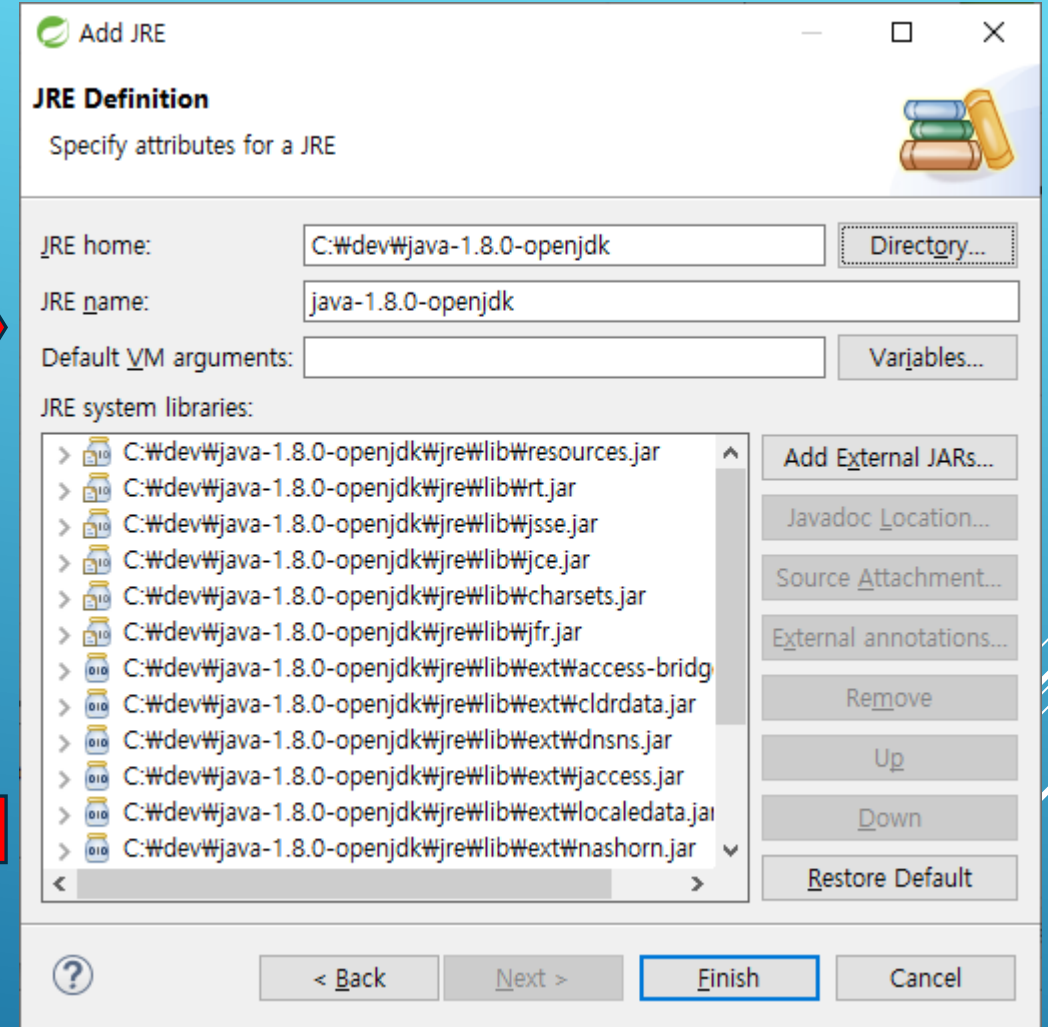 Add JRE
JRE Definition
Specify attributes for a JRE
JRE home:
C:₩dev₩java-1.8.0-openjdk
Directory...
JRE name:
java-1.8.0-openjdk
Default VM arguments:
Variables...
JRE system libraries:
C:₩dev₩java-1.8.0-openjdk₩jre₩lib₩resources.jar
C:₩dev₩java-1.8.0-openjdk₩jre₩lib₩rt.jar
C:₩dev₩java-1.8.0-openjdk₩jre₩lib₩jsse.jar
C:₩dev₩java-1.8.0-openjdk₩jre₩lib₩jce.jar
C:₩dev₩java-1.8.0-openjdk₩jre₩lib₩charsets.jar
C:₩dev₩java-1.8.0-openjdk₩jre₩lib₩jfr.jar
C:₩dev₩java-1.8.0-openjdk₩jre₩lib₩ext₩access-bridg
C:₩dev₩java-1.8.0-openjdk₩jre₩lib₩ext₩cldrdata.jar
C:₩dev₩java-1.8.0-openjdk₩jre₩lib₩ext₩dnsns.jar
C:₩dev₩java-1.8.0-openjdk₩jre₩lib₩ext₩jaccess.jar
C:₩dev₩java-1.8.0-openjdk₩jre₩lib₩ext₩localedata.jar
C:₩dev₩java-1.8.0-openjdk₩jre₩lib₩ext₩nashorn.jar
Add External JARs...
Javadoc Location...
Source Attachment...
External annotations...
Remove
Up
Down
Restore Default
?
< Back
Next >
Finish
Cancel